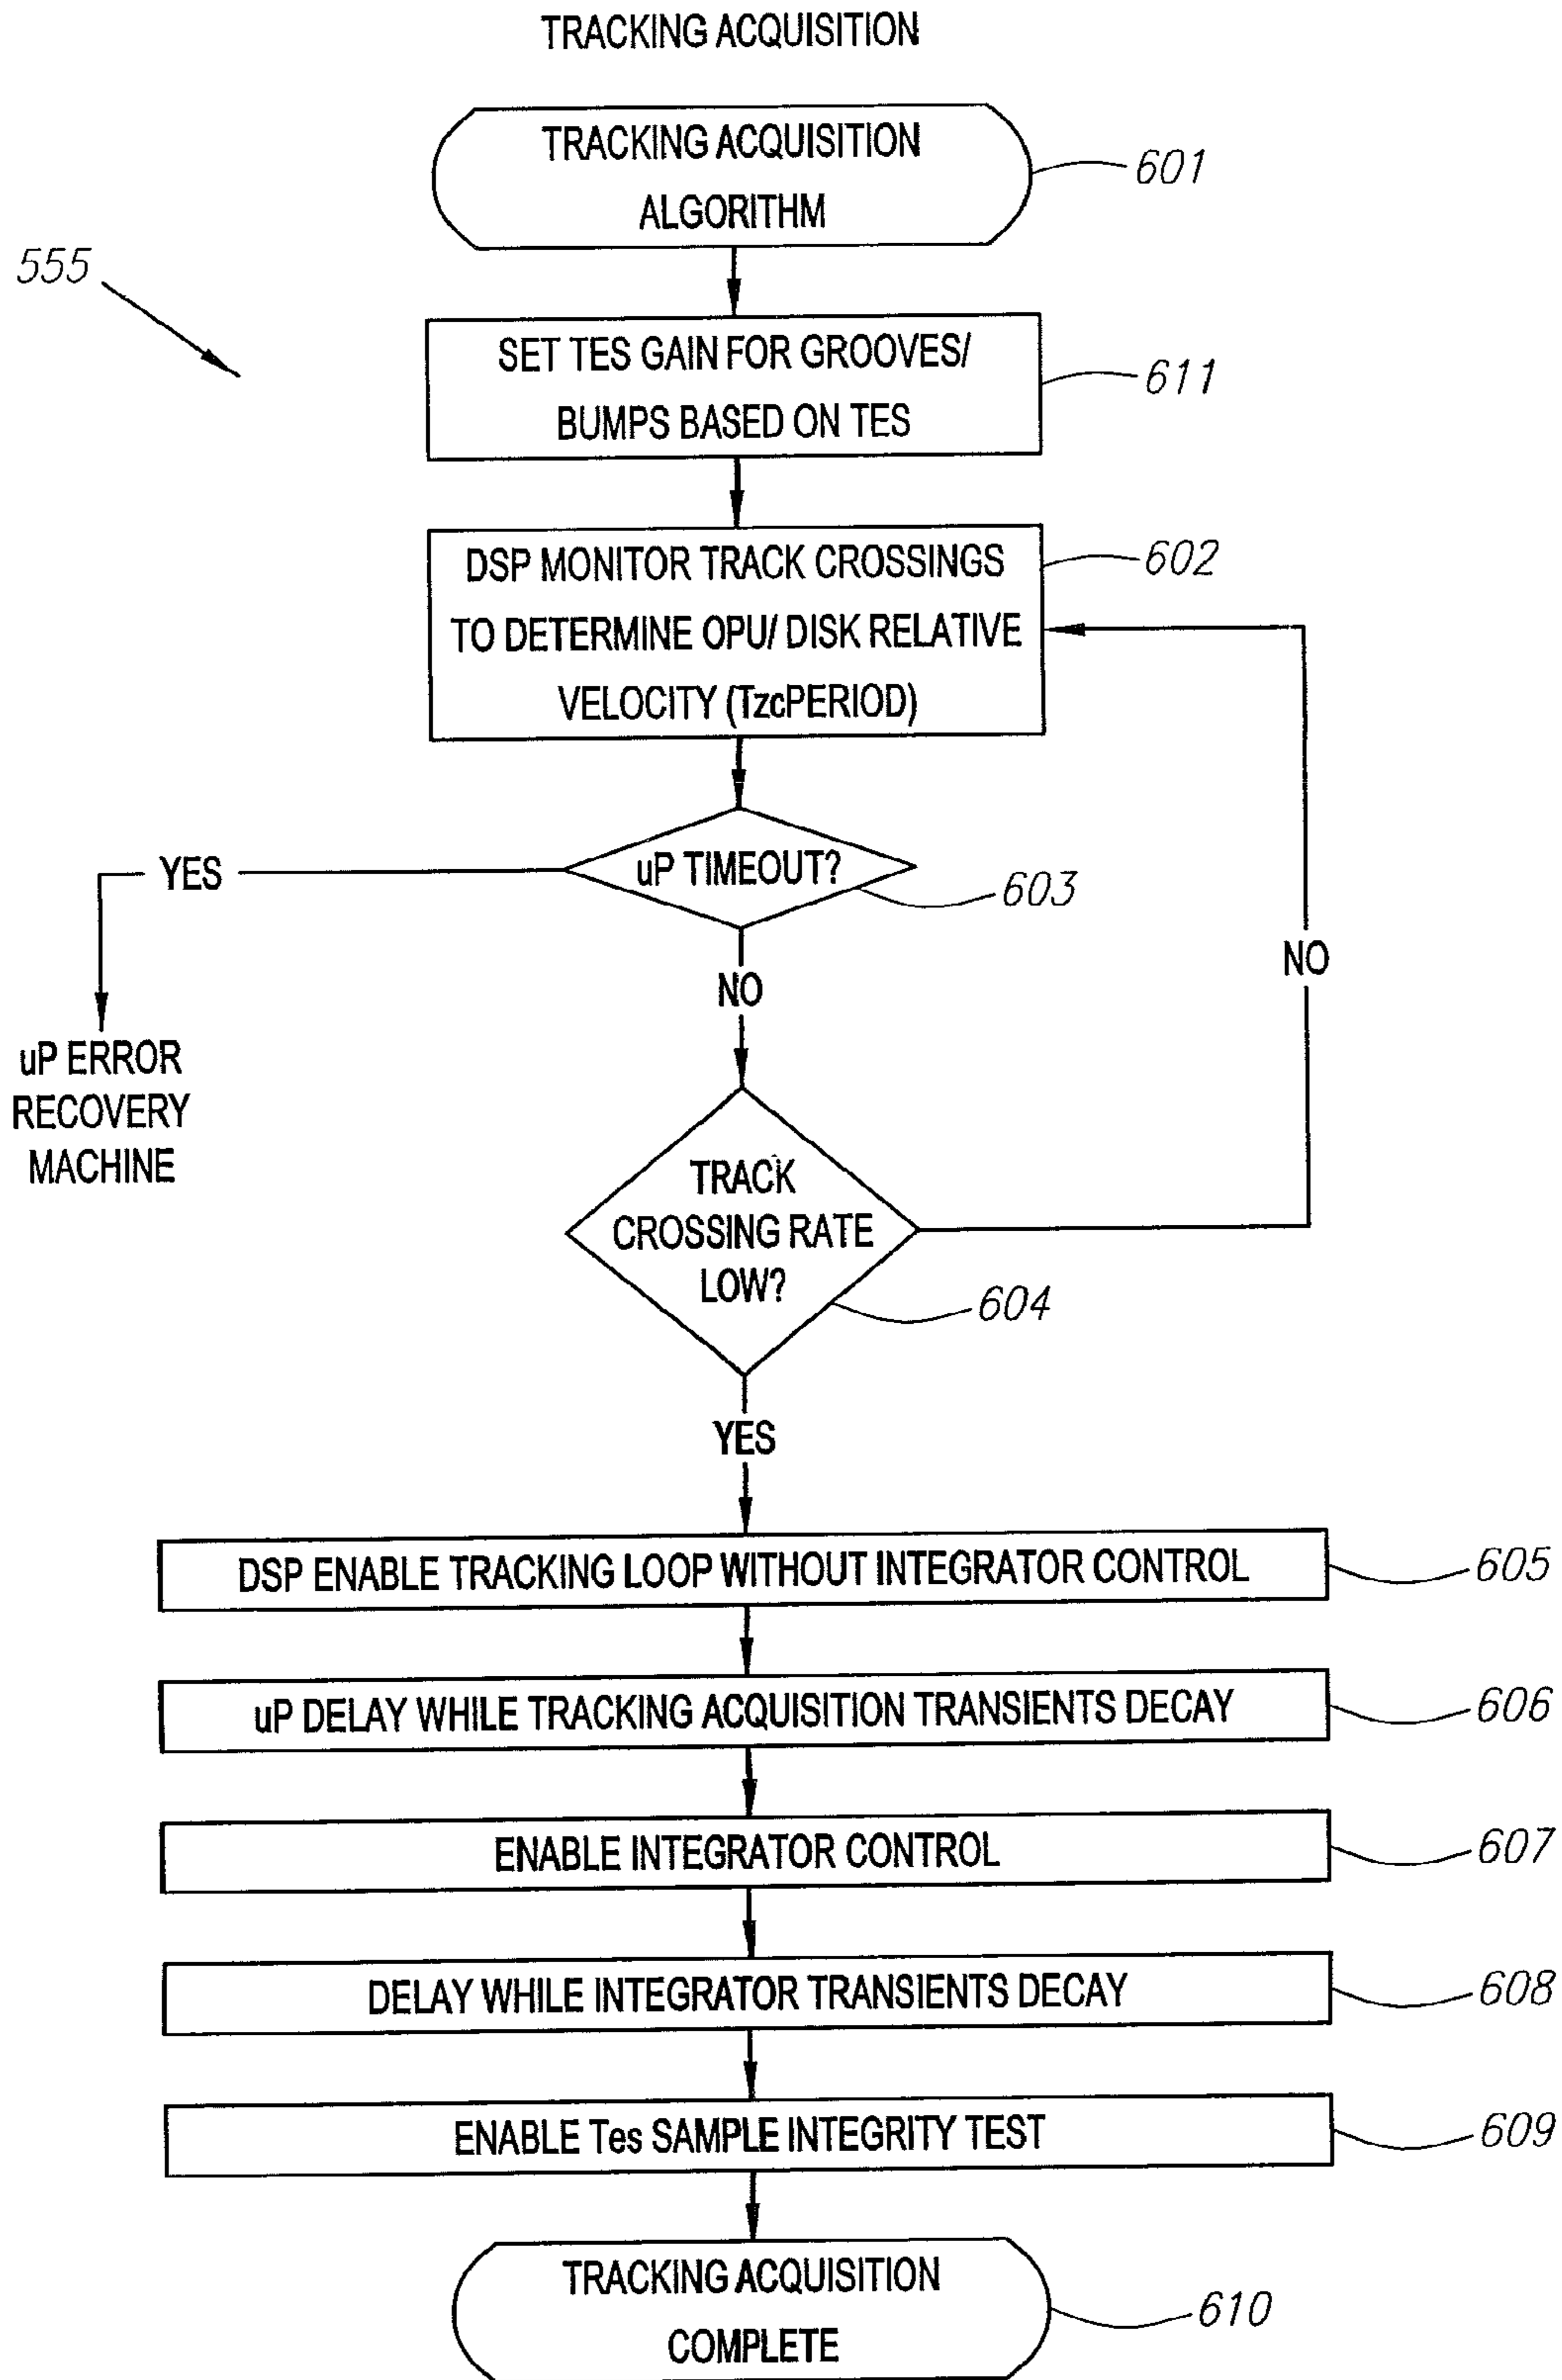 TRACKING ACQUISITION
TRACKING ACQUISITION
ALGORITHM
601
555
SET TES GAIN FOR GROOVES/
BUMPS BASED ON TES
611
DSP MONITOR TRACK CROSSINGS
TO DETERMINE OPU/ DISK RELATIVE
VELOCITY (TzcPERIOD)
602
uP TIMEOUT?
603
YES
uP ERROR
RECOVERY
MACHINE
NO
NO
TRACK
CROSSING RATE
LOW?
604
YES
DSP ENABLE TRACKING LOOP WITHOUT INTEGRATOR CONTROL
605
uP DELAY WHILE TRACKING ACQUISITION TRANSIENTS DECAY
606
ENABLE INTEGRATOR CONTROL
607
DELAY WHILE INTEGRATOR TRANSIENTS DECAY
608
ENABLE Tes SAMPLE INTEGRITY TEST
609
TRACKING ACQUISITION
COMPLETE
610